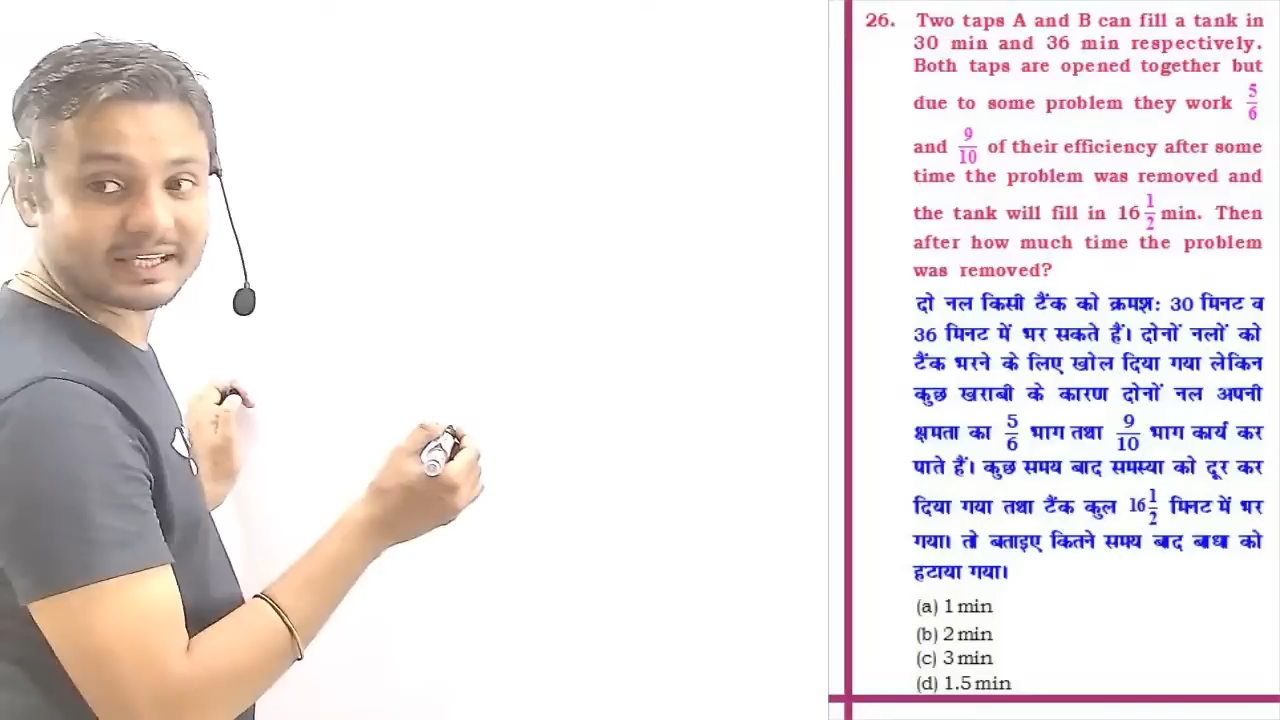 26. Two taps A and B can fill a tank in
30 min and 36 min respectively.
Both taps are opened together but
due to some problem they work 5/6
and 9/10 of their efficiency after some
time the problem was removed and
the tank will fill in 16 1/2 min. Then
after how much time the problem
was removed?
दो नल किसी टैंक को क्रमश: 30 मिनट व
36 मिनट में भर सकते हैं। दोनों नलों को
टैंक भरने के लिए खोल दिया गया लेकिन
कुछ खराबी के कारण दोनों नल अपनी
क्षमता का 5/6 भाग तथा 9/10 भाग कार्य कर
पाते हैं। कुछ समय बाद समस्या को दूर कर
दिया गया तथा टैंक कुल 16 1/2 मिनट में भर
गया। तो बताइए कितने समय बाद बाधा को
हटाया गया।
(a) 1 min
(b) 2 min
(c) 3 min
(d) 1.5 min